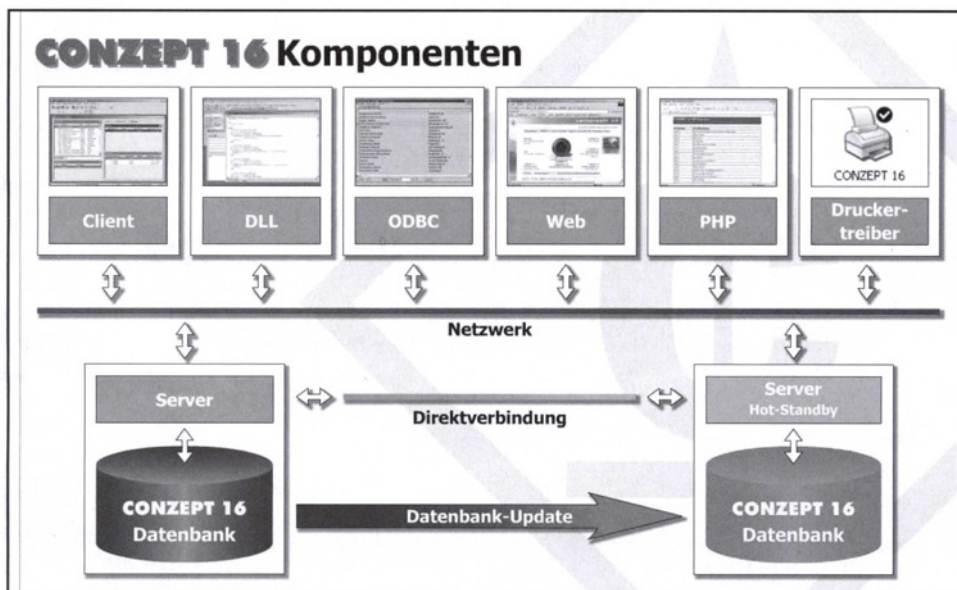 CONZEPT 16 Komponenten
CONZEPT 16
Client
DLL
ODBC
Web
PHP
Drucker-
treiber
Netzwerk
Server
Direktverbindung
Server
Hot-Standby
CONZEPT 16
Datenbank
Datenbank-Update
CONZEPT 16
Datenbank